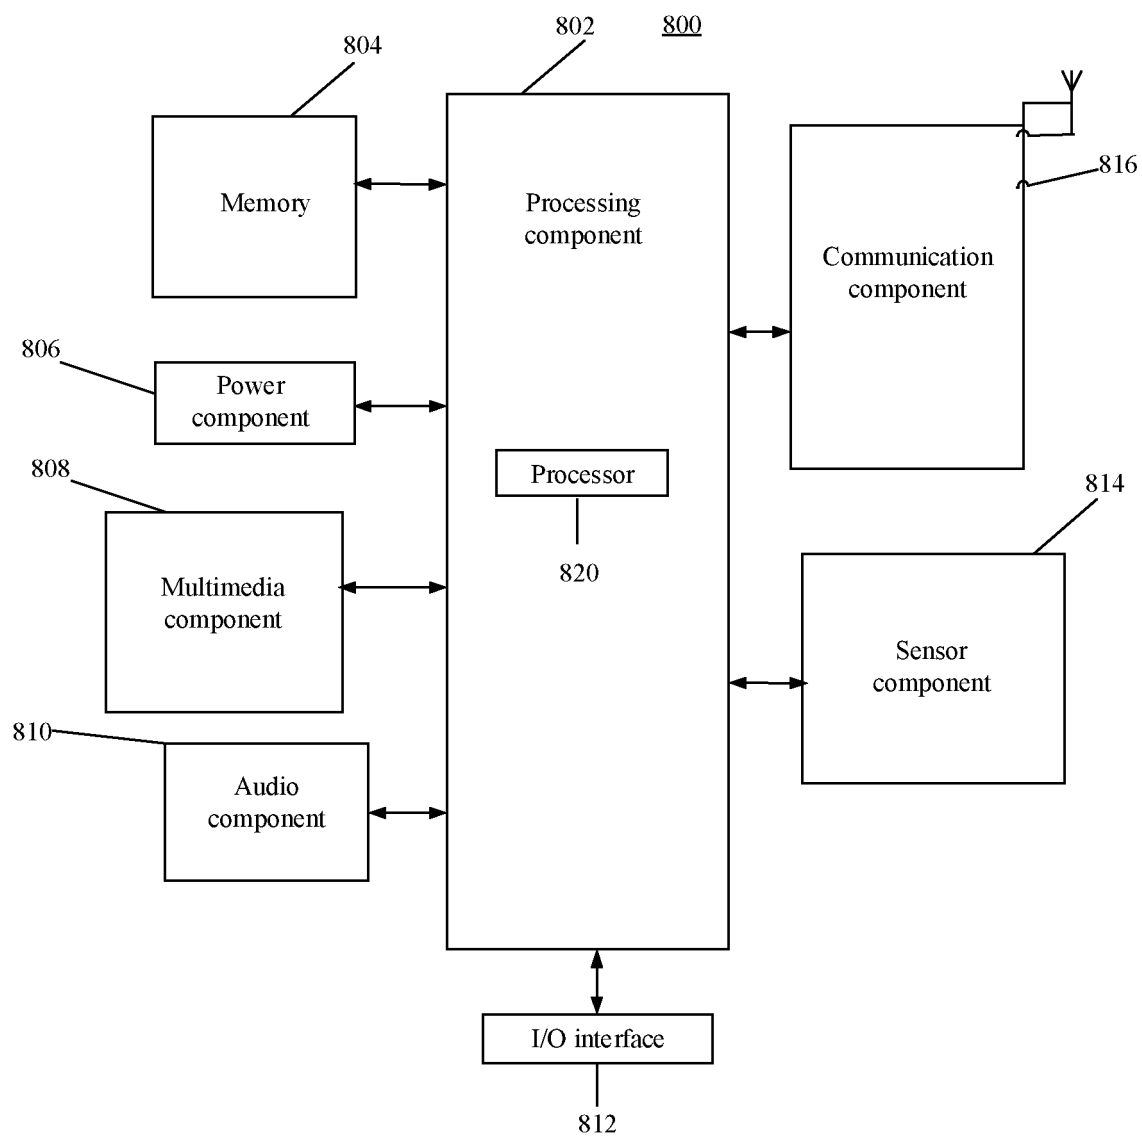 800
802
804
Memory
Processing
component
816
Communication
component
806
Power
component
808
Processor
820
814
Multimedia
component
Sensor
component
810
Audio
component
I/O interface
812